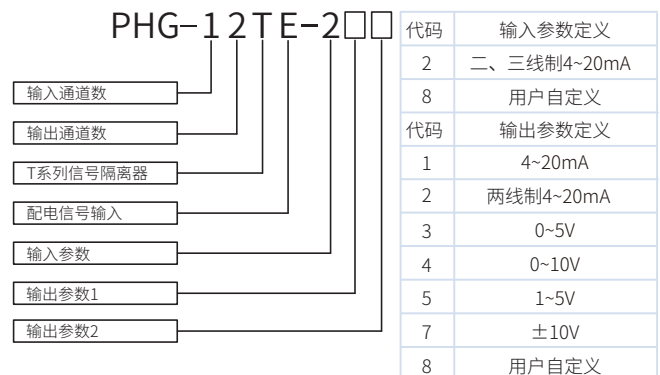 PHG-12TE-2□□
输入通道数
输出通道数
T系列信号隔离器
配电信号输入
输入参数
输出参数1
输出参数2
代码 输入参数定义
2 二、三线制4~20mA
8 用户自定义
代码 输出参数定义
1 4~20mA
2 两线制4~20mA
3 0~5V
4 0~10V
5 1~5V
7 ±10V
8 用户自定义